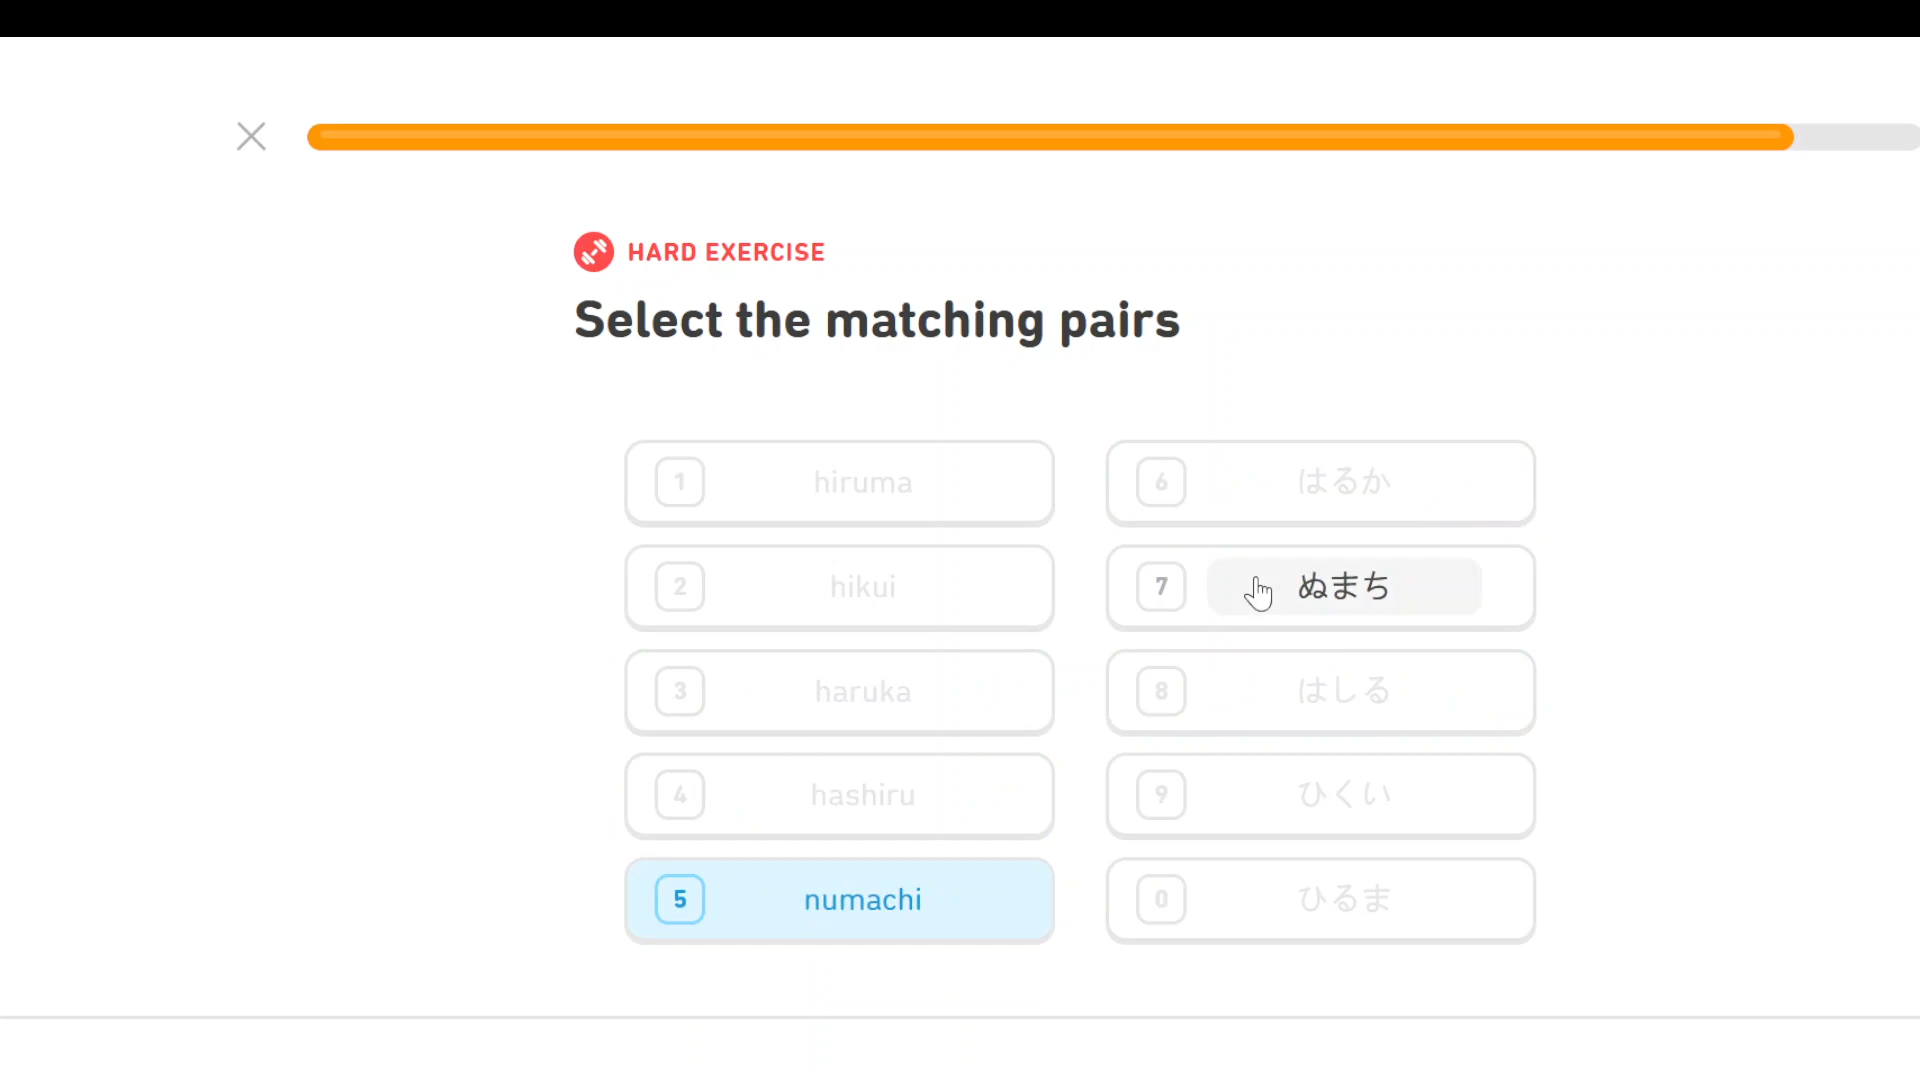 HARD EXERCISE
Select the matching pairs
1 hiruma
6 はるか
2 hikui
7 ぬまち
3 haruka
8 はしる
4 hashiru
9 ひくい
5 numachi
0 ひるま